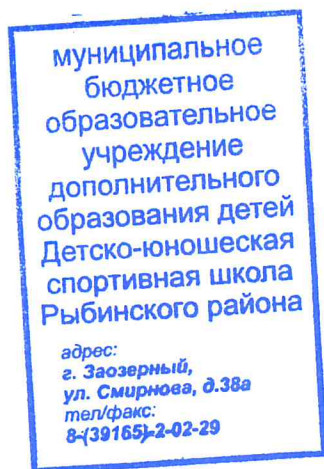 муниципальное
бюджетное
образовательное
учреждение
дополнительного
образования детей
Детско-юношеская
спортивная школа
Рыбинского района
адрес:
г. Заозерный,
ул. Смирнова, д.38а
тел/факс:
8-(39165)-2-02-29